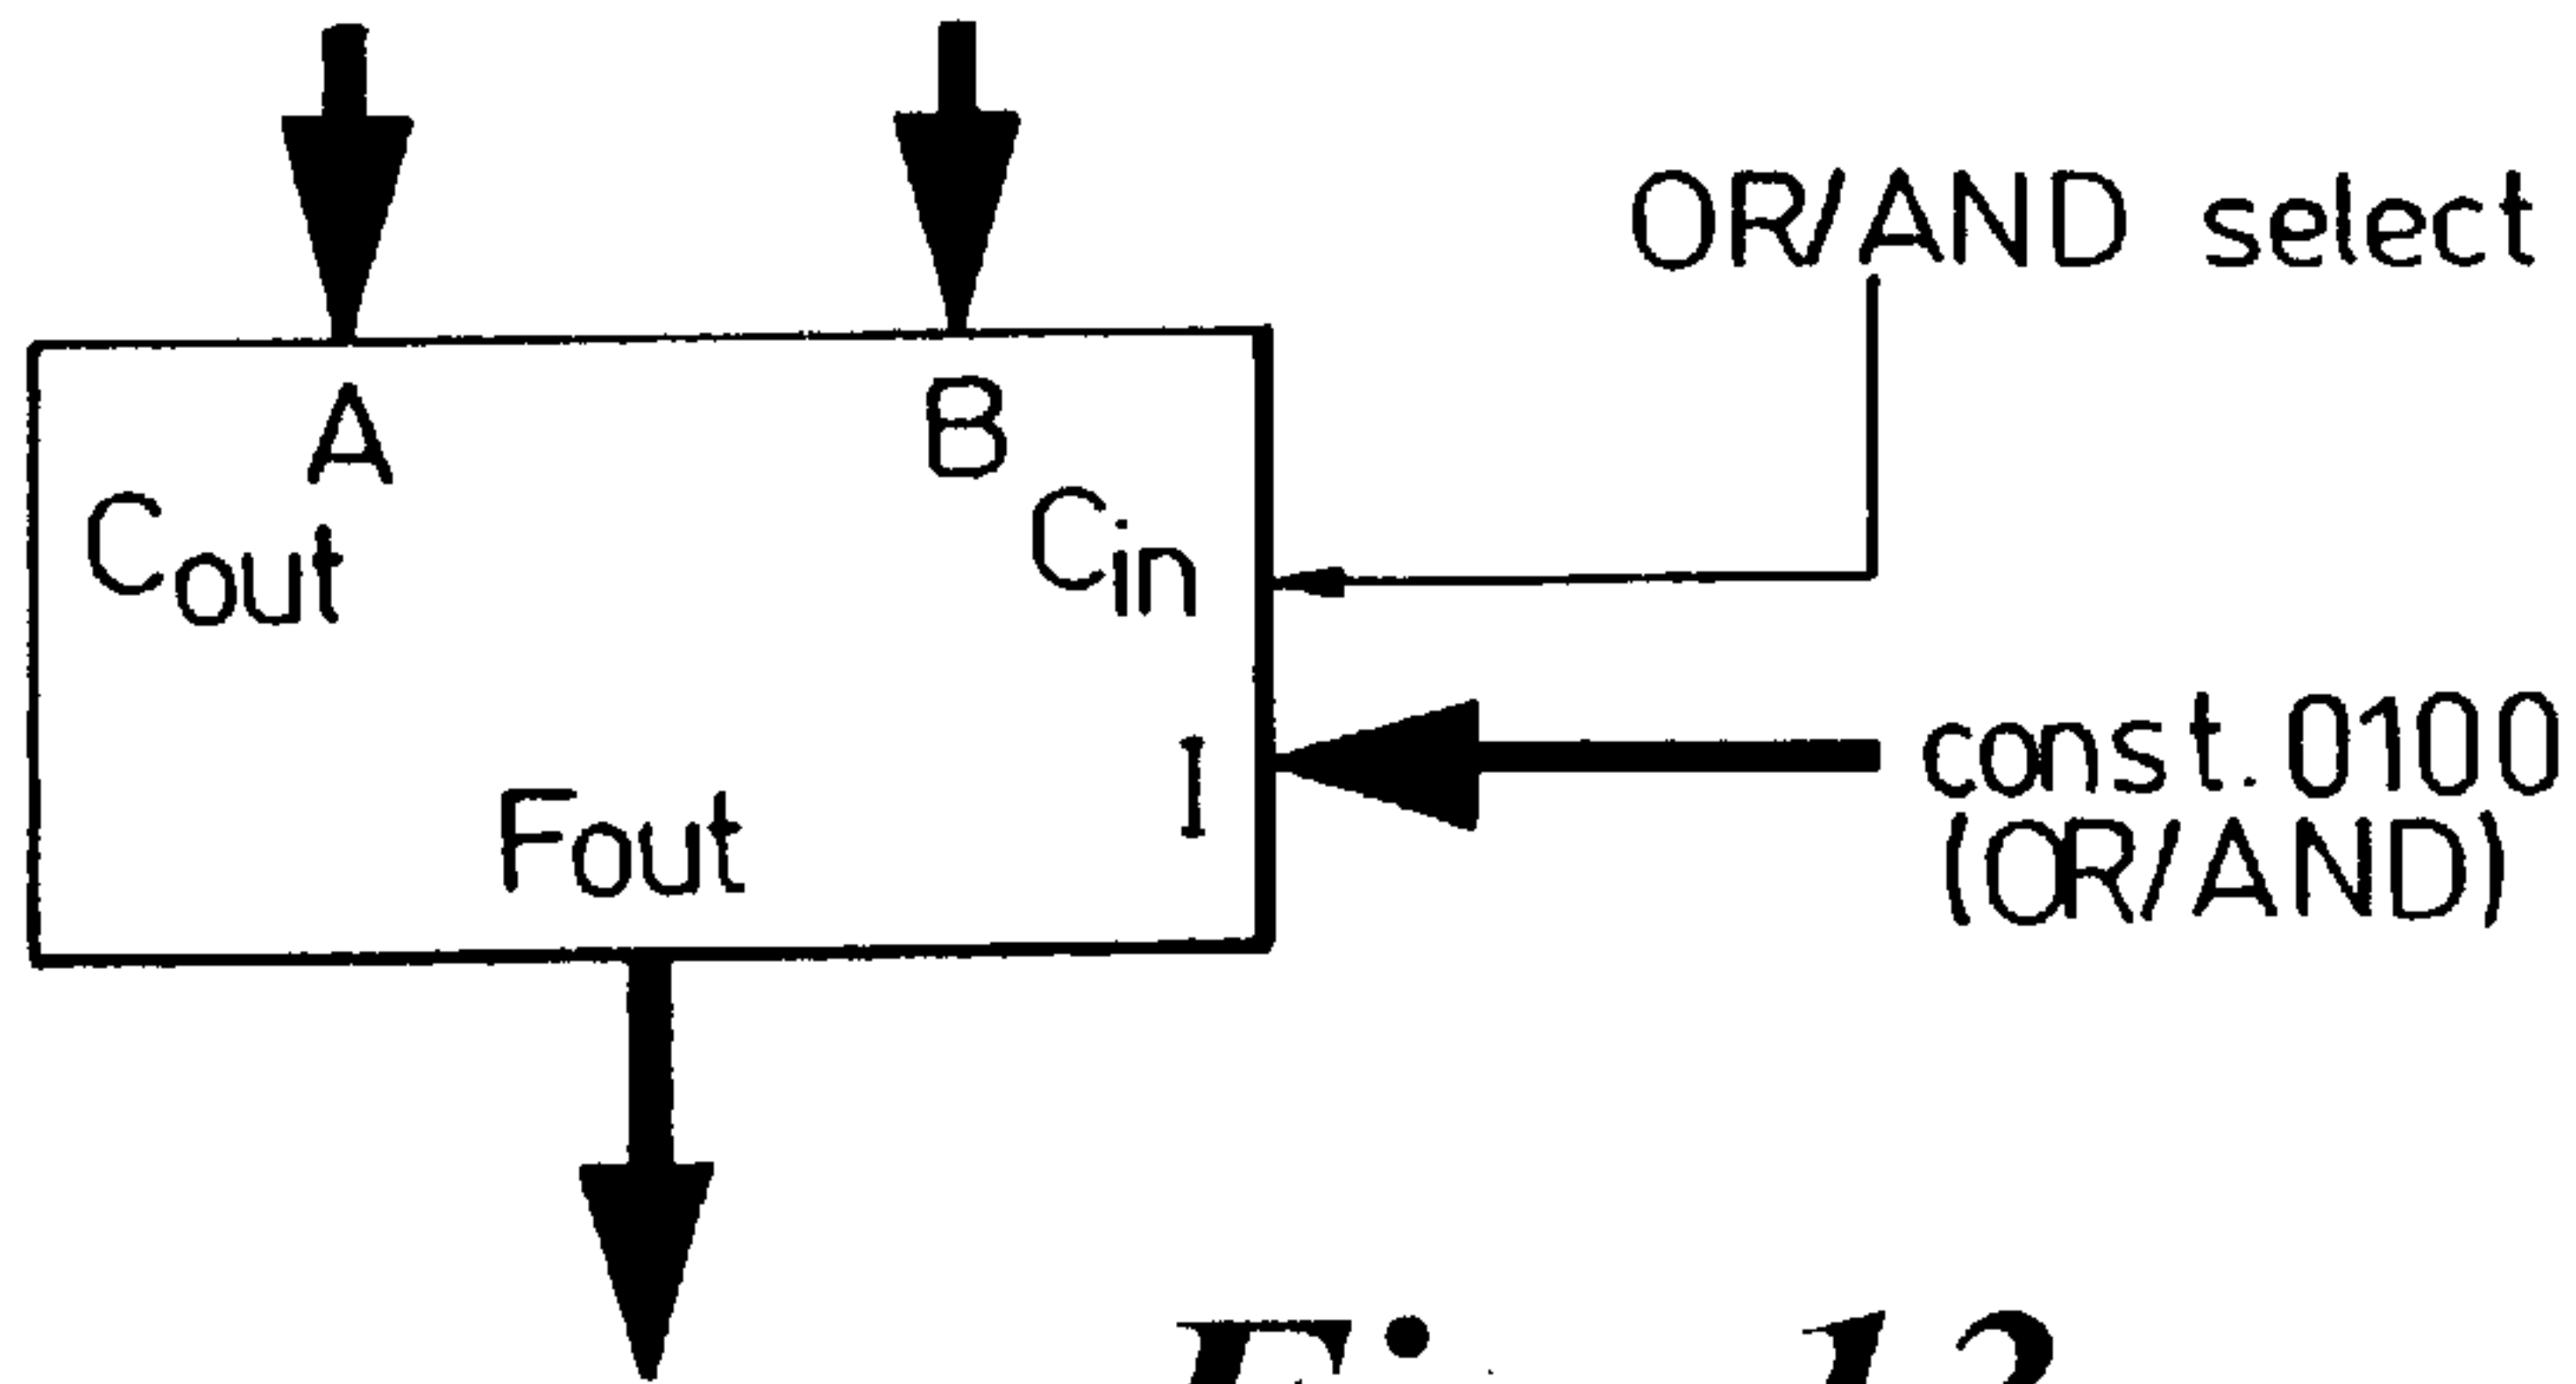 OR/AND select
A
B
Cout
Cin
I
const. 0100
(OR/AND)
Fout